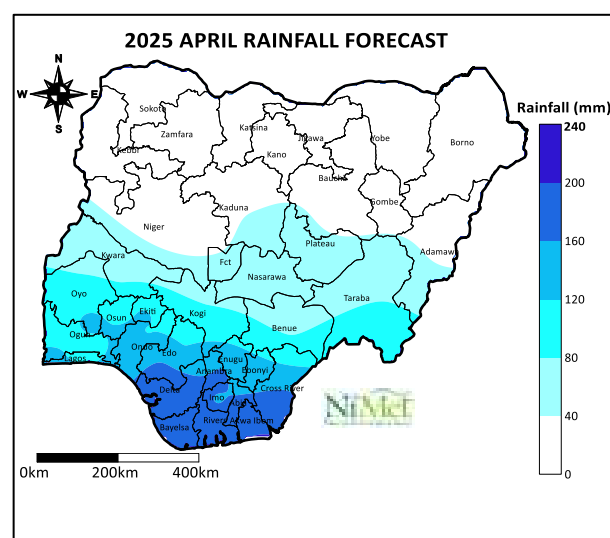 2025 APRIL RAINFALL FORECAST
N
W E
S
Rainfall (mm)
240
200
160
120
80
40
0
Sokoto
Zamfara
Katsina
Jigawa
Yobe
Borno
Kebbi
Kano
Bauchi
Gombe
Kaduna
Niger
Plateau
Adamawa
Fct
Kwara
Nasarawa
Taraba
Oyo
Kogi
Benue
Ekiti
Osun
Ogun
Ondo
Edo
Enugu
Lagos
Anambra
Ebonyi
Delta
Imo
Abia
Cross River
Bayelsa
Rivers
Akwa Ibom
NiMet
0km 200km 400km